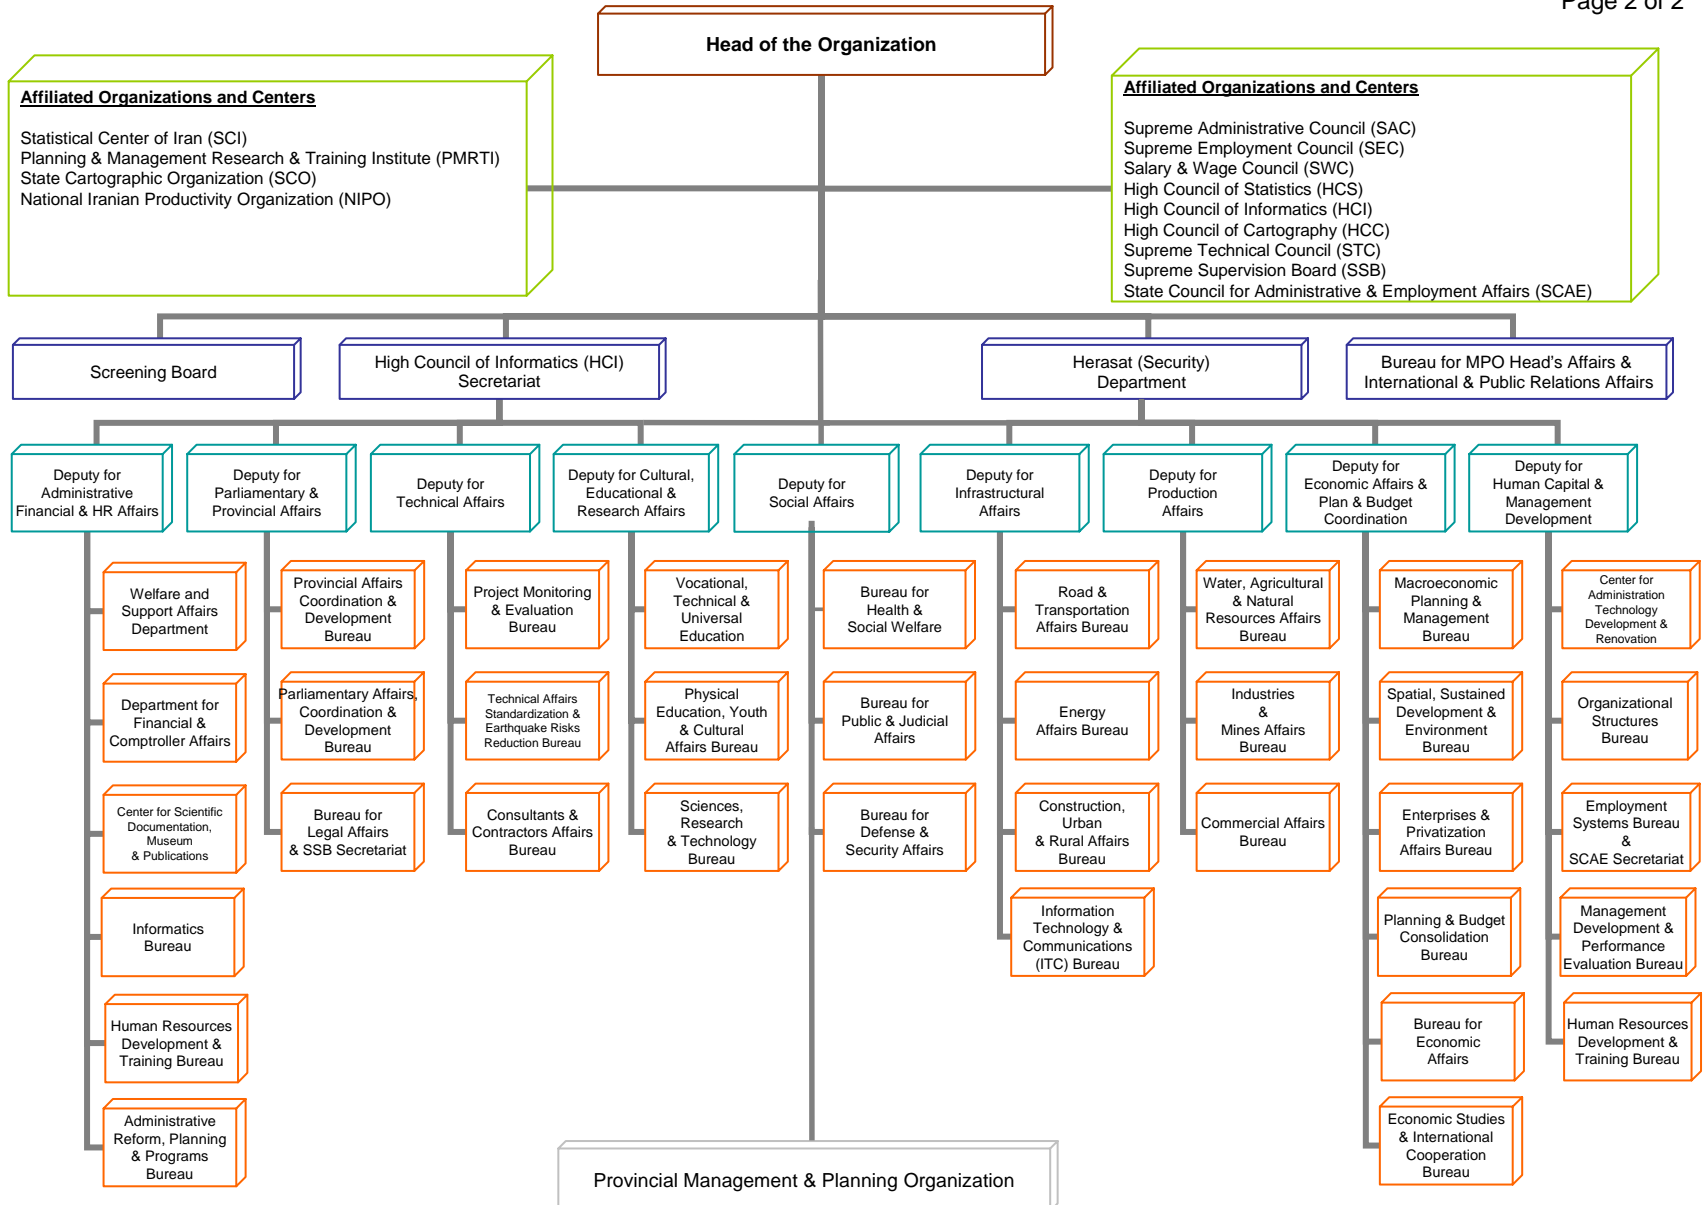 Page 2 of 2
Head of the Organization
Affiliated Organizations and Centers
Statistical Center of Iran (SCI)
Planning & Management Research & Training Institute (PMRTI)
State Cartographic Organization (SCO)
National Iranian Productivity Organization (NIPO)
Affiliated Organizations and Centers
Supreme Administrative Council (SAC)
Supreme Employment Council (SEC)
Salary & Wage Council (SWC)
High Council of Statistics (HCS)
High Council of Informatics (HCI)
High Council of Cartography (HCC)
Supreme Technical Council (STC)
Supreme Supervision Board (SSB)
State Council for Administrative & Employment Affairs (SCAE)
Screening Board
High Council of Informatics (HCI)
Secretariat
Herasat (Security)
Department
Bureau for MPO Head's Affairs &
International & Public Relations Affairs
Deputy for
Administrative
Financial & HR Affairs
Deputy for
Parliamentary &
Provincial Affairs
Deputy for
Technical Affairs
Deputy for Cultural,
Educational &
Research Affairs
Deputy for
Social Affairs
Deputy for
Infrastructural
Affairs
Deputy for
Production
Affairs
Deputy for
Economic Affairs &
Plan & Budget
Coordination
Deputy for
Human Capital &
Management
Development
Welfare and
Support Affairs
Department
Provincial Affairs
Coordination &
Development
Bureau
Project Monitoring
& Evaluation
Bureau
Vocational,
Technical &
Universal
Education
Bureau for
Health &
Social Welfare
Road &
Transportation
Affairs Bureau
Water, Agricultural
& Natural
Resources Affairs
Bureau
Macroeconomic
Planning &
Management
Bureau
Center for
Administration
Technology
Development &
Renovation
Department for
Financial &
Comptroller Affairs
Parliamentary Affairs,
Coordination &
Development
Bureau
Technical Affairs
Standardization &
Earthquake Risks
Reduction Bureau
Physical
Education, Youth
& Cultural
Affairs Bureau
Bureau for
Public & Judicial
Affairs
Energy
Affairs Bureau
Industries
&
Mines Affairs
Bureau
Spatial, Sustained
Development &
Environment
Bureau
Organizational
Structures
Bureau
Center for Scientific
Documentation,
Museum
& Publications
Bureau for
Legal Affairs
& SSB Secretariat
Consultants &
Contractors Affairs
Bureau
Sciences,
Research
& Technology
Bureau
Bureau for
Defense &
Security Affairs
Construction,
Urban
& Rural Affairs
Bureau
Commercial Affairs
Bureau
Enterprises &
Privatization
Affairs Bureau
Employment
Systems Bureau
&
SCAE Secretariat
Informatics
Bureau
Information
Technology &
Communications
(ITC) Bureau
Planning & Budget
Consolidation
Bureau
Management
Development &
Performance
Evaluation Bureau
Human Resources
Development &
Training Bureau
Bureau for
Economic
Affairs
Human Resources
Development &
Training Bureau
Administrative
Reform, Planning
& Programs
Bureau
Economic Studies
& International
Cooperation
Bureau
Provincial Management & Planning Organization